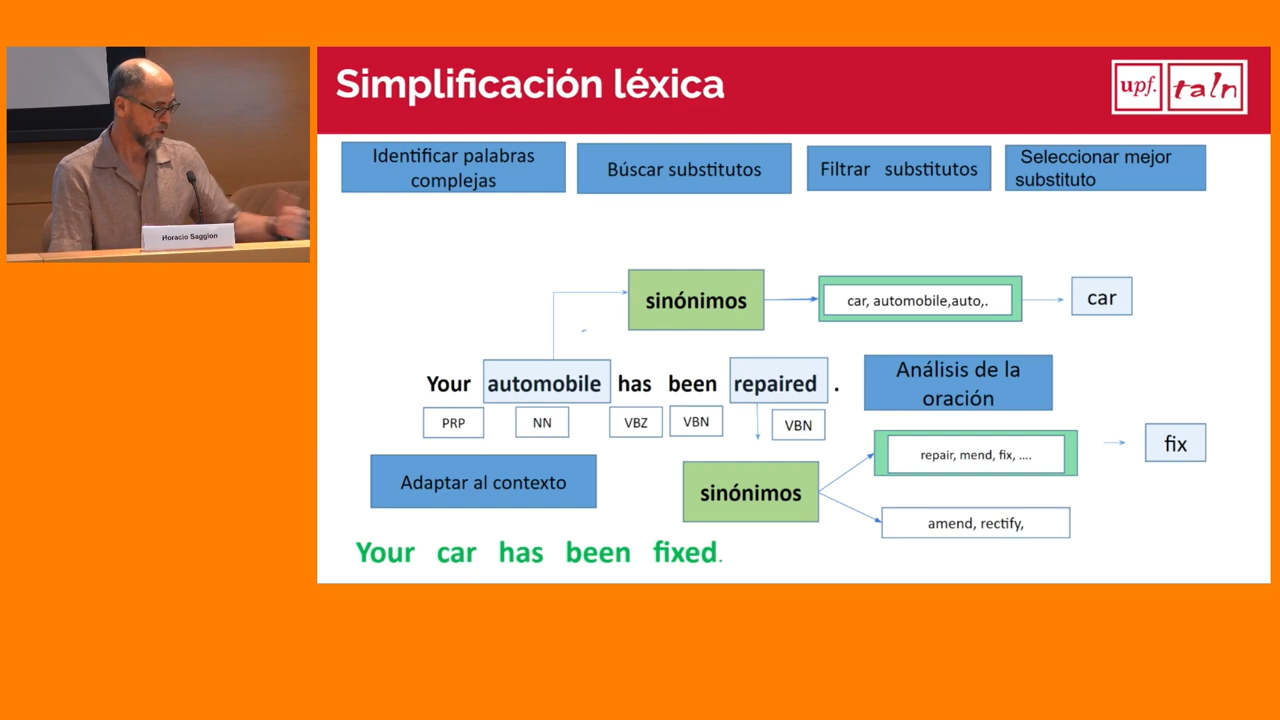 Simplificación léxica
upf. taln
Identificar palabras
complejas
Búscar substitutos
Filtrar substitutos
Seleccionar mejor
substituto
sinónimos
car, automobile,auto,.
car
Your automobile has been repaired .
PRP NN VBZ VBN VBN
Análisis de la
oración
Adaptar al contexto
sinónimos
repair, mend, fix, ....
fix
amend, rectify,
Your car has been fixed.
Horacio Saggion